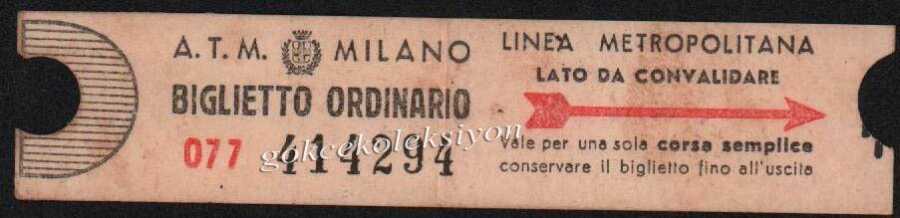 A. T. M. MILANO
BIGLIETTO ORDINARIO
077 414294
gokcekoleksiyon
LINEA METROPOLITANA
LATO DA CONVALIDARE
Vale per una sola corsa semplice
conservare il biglietto fino all'uscita